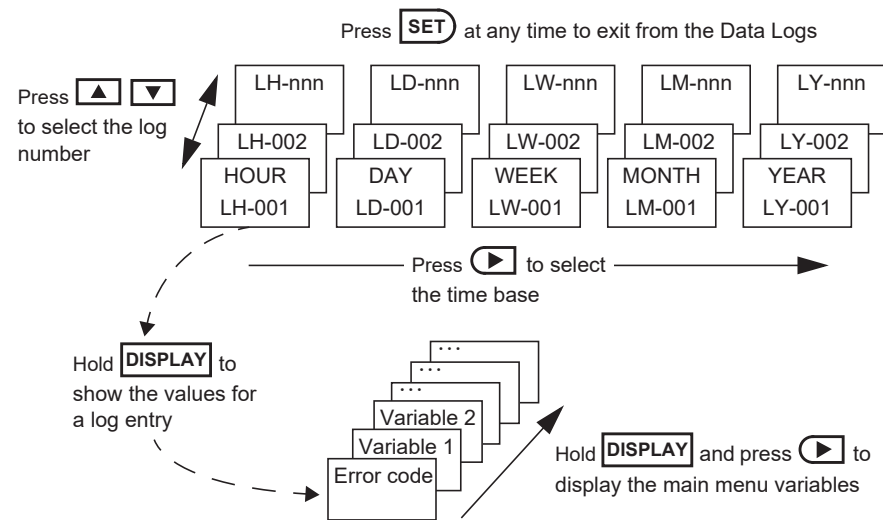 Press SET at any time to exit from the Data Logs
Press ▲ ▼
to select the log
number
LH-nnn LD-nnn LW-nnn LM-nnn LY-nnn
LH-002 LD-002 LW-002 LM-002 LY-002
HOUR DAY WEEK MONTH YEAR
LH-001 LD-001 LW-001 LM-001 LY-001
Press ▶ to select
the time base
Hold DISPLAY to
show the values for
a log entry
...
...
...
Variable 2
Variable 1
Error code
Hold DISPLAY and press ▶ to
display the main menu variables